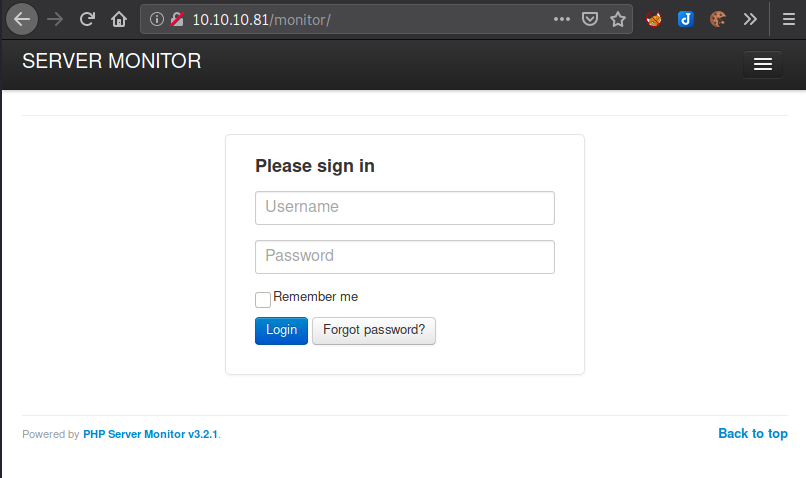 10.10.10.81/monitor/
SERVER MONITOR
Please sign in
Username
Password
Remember me
Login Forgot password?
Powered by PHP Server Monitor v3.2.1. Back to top